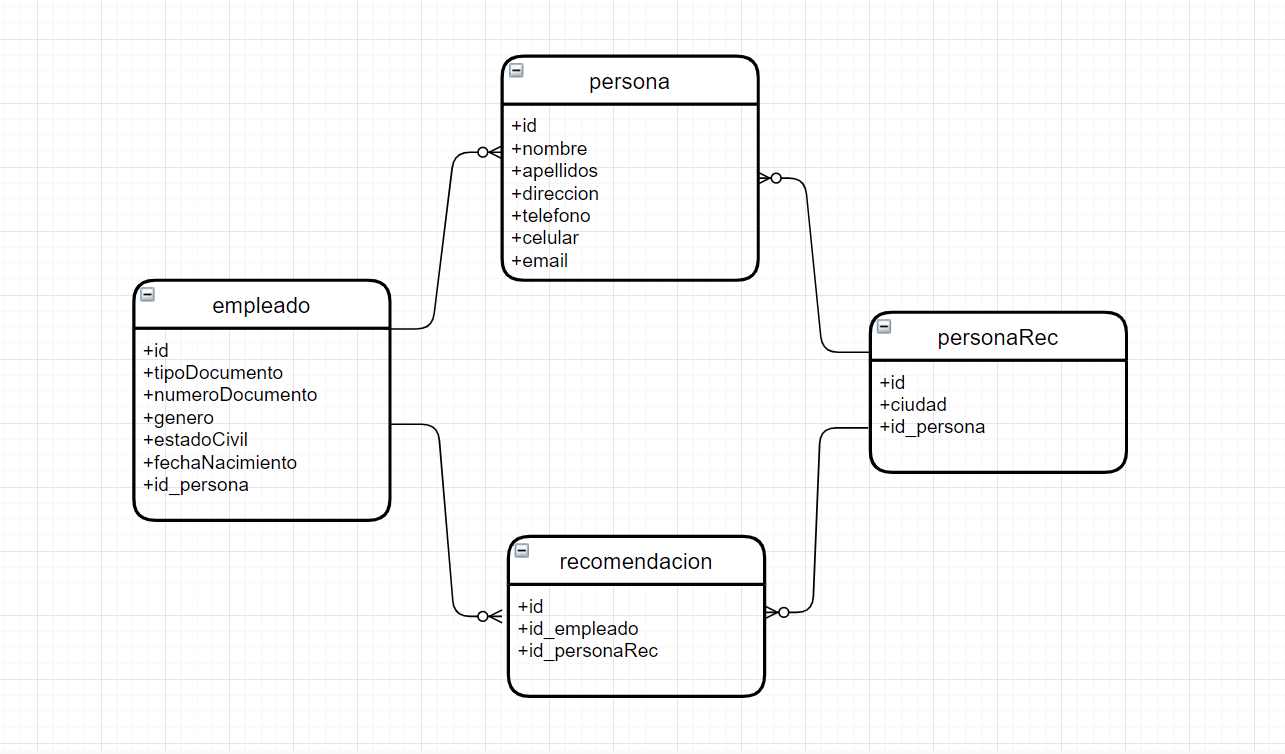 persona
+id
+nombre
+apellidos
+direccion
+telefono
+celular
+email
empleado
+id
+tipoDocumento
+numeroDocumento
+genero
+estadoCivil
+fechaNacimiento
+id_persona
personaRec
+id
+ciudad
+id_persona
recomendacion
+id
+id_empleado
+id_personaRec